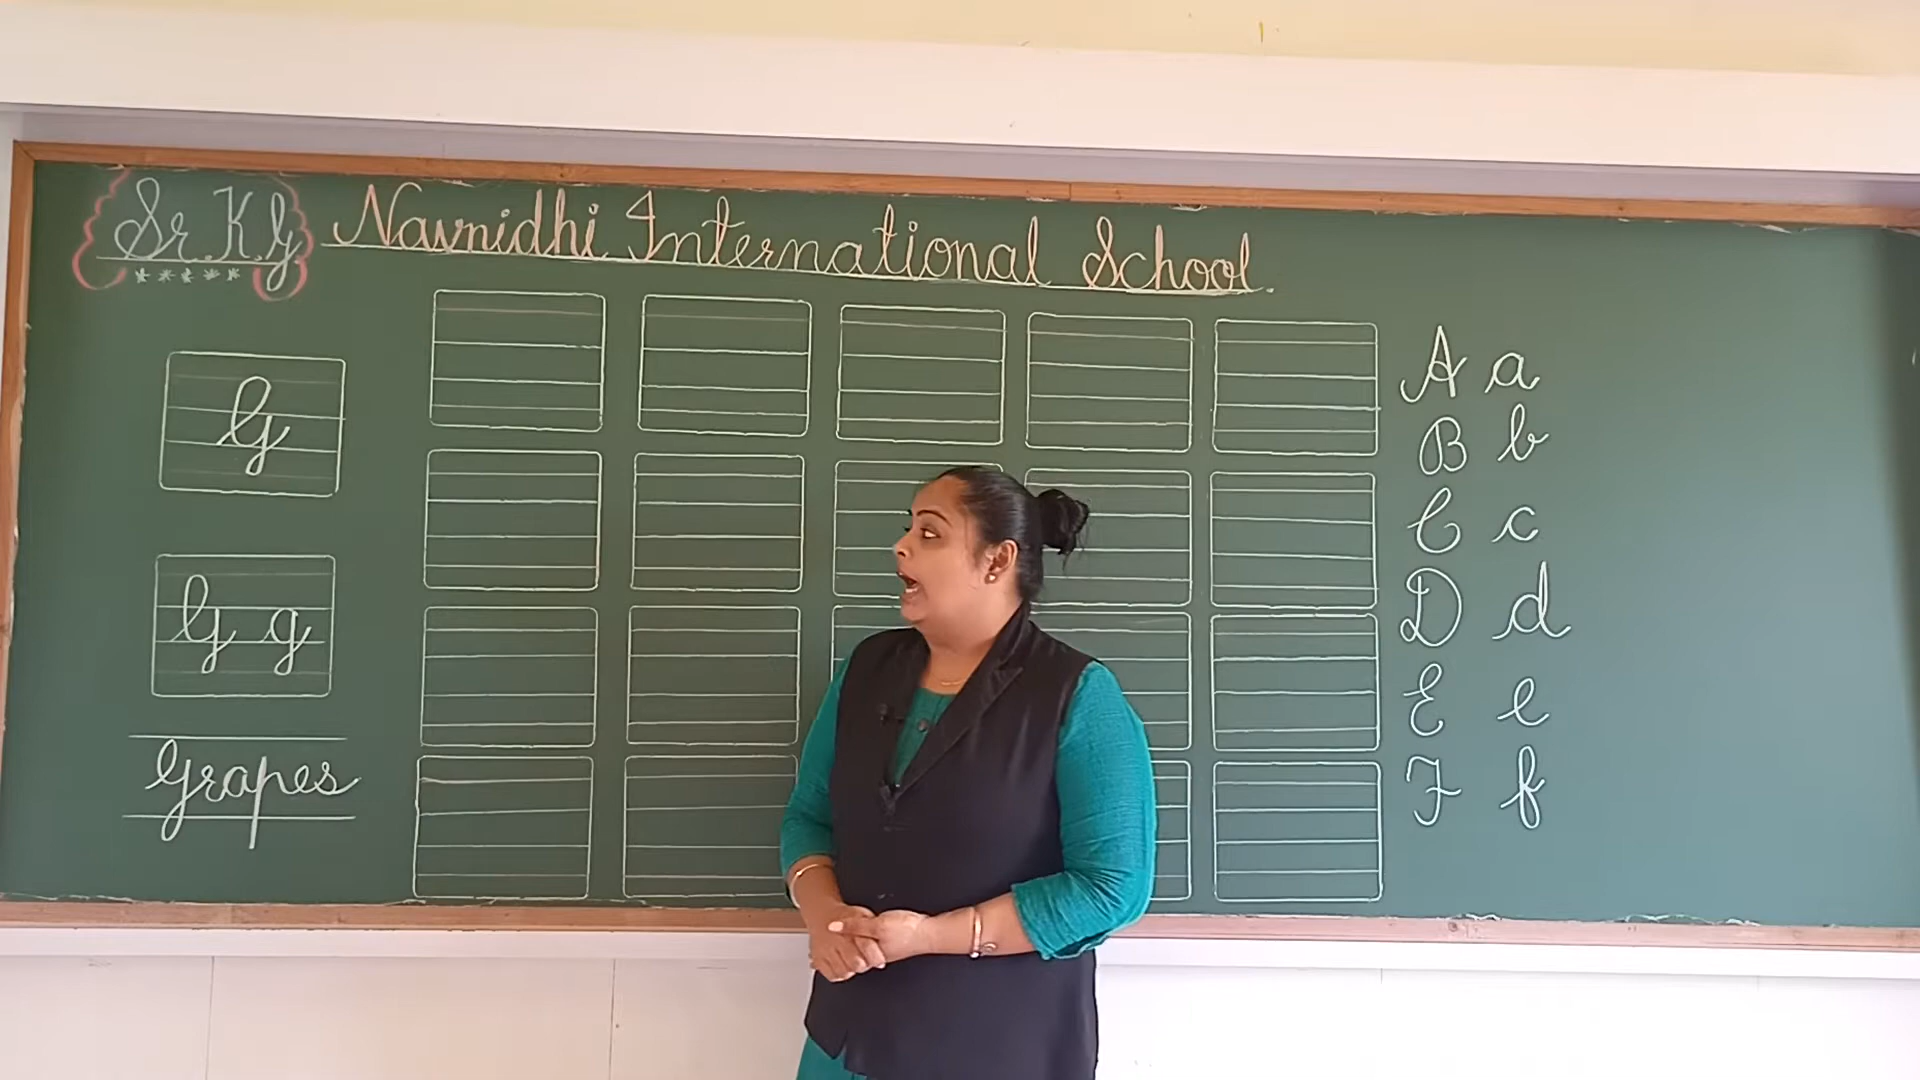 Sr. K.G
Navnidhi International School.
G
G g
Grapes
A a
B b
C c
D d
E e
F f